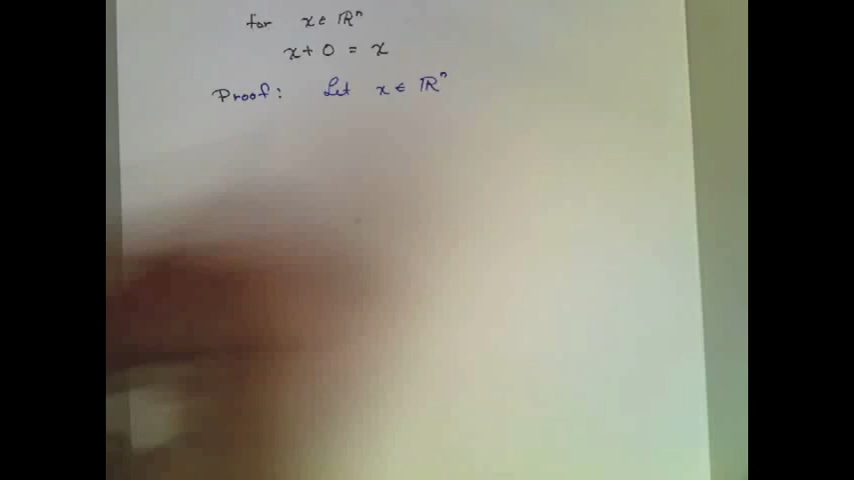 for x ∈ ℝⁿ
x + 0 = x
Proof: Let x ∈ ℝⁿ